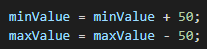 minValue = minValue + 50;
maxValue = maxValue - 50;